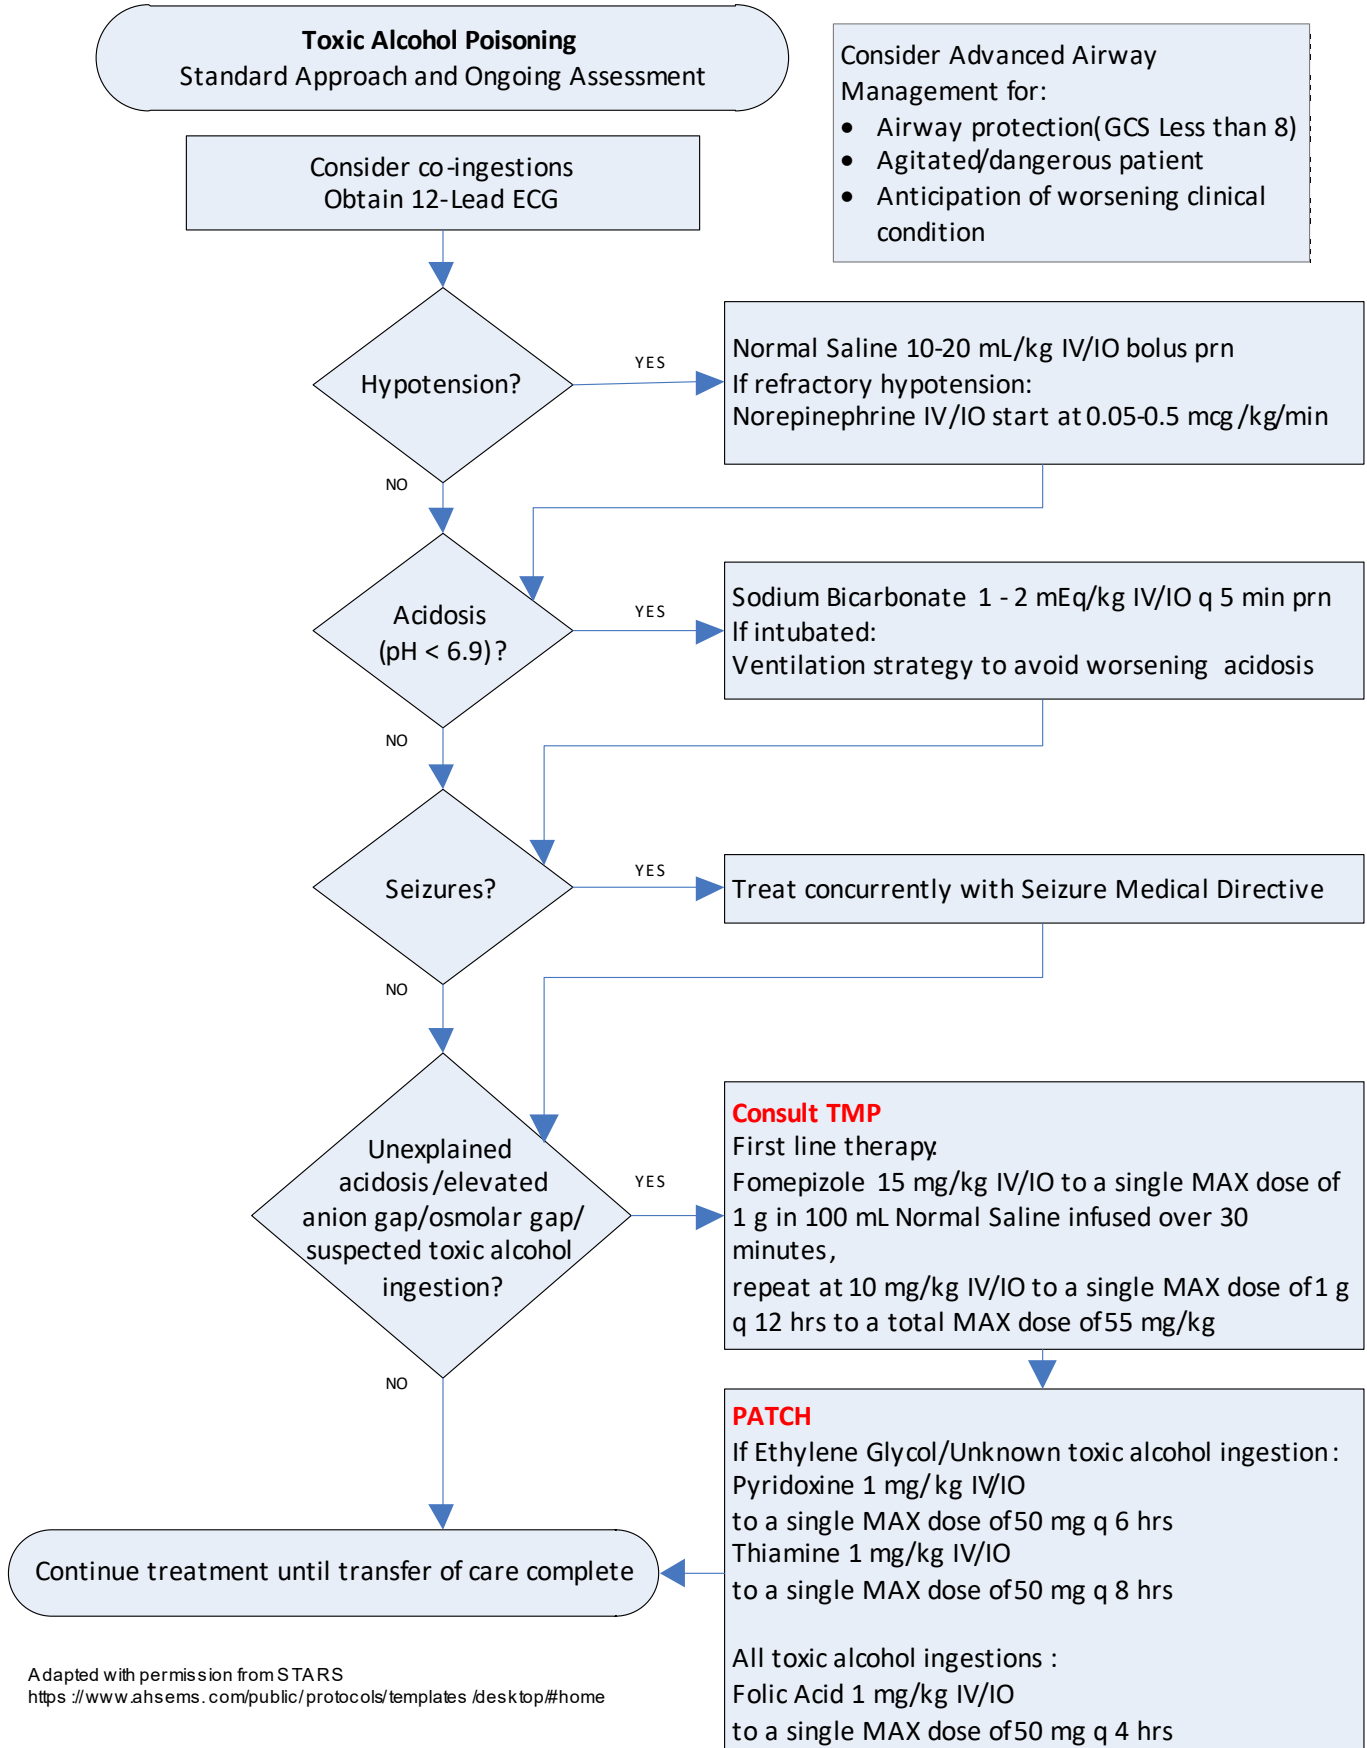 Toxic Alcohol Poisoning
Standard Approach and Ongoing Assessment
Consider Advanced Airway
Management for:
• Airway protection(GCS Less than 8)
• Agitated/dangerous patient
• Anticipation of worsening clinical
condition
Consider co-ingestions
Obtain 12-Lead ECG
Hypotension?
YES
Normal Saline 10-20 mL/kg IV/IO bolus prn
If refractory hypotension:
Norepinephrine IV/IO start at 0.05-0.5 mcg/kg/min
NO
Acidosis
(pH < 6.9)?
YES
Sodium Bicarbonate 1 - 2 mEq/kg IV/IO q 5 min prn
If intubated:
Ventilation strategy to avoid worsening acidosis
NO
Seizures?
YES
Treat concurrently with Seizure Medical Directive
NO
Unexplained
acidosis/elevated
anion gap/osmolar gap/
suspected toxic alcohol
ingestion?
YES
Consult TMP
First line therapy:
Fomepizole 15 mg/kg IV/IO to a single MAX dose of
1 g in 100 mL Normal Saline infused over 30
minutes,
repeat at 10 mg/kg IV/IO to a single MAX dose of 1 g
q 12 hrs to a total MAX dose of 55 mg/kg
NO
PATCH
If Ethylene Glycol/Unknown toxic alcohol ingestion:
Pyridoxine 1 mg/kg IV/IO
to a single MAX dose of 50 mg q 6 hrs
Thiamine 1 mg/kg IV/IO
to a single MAX dose of 50 mg q 8 hrs
All toxic alcohol ingestions:
Folic Acid 1 mg/kg IV/IO
to a single MAX dose of 50 mg q 4 hrs
Continue treatment until transfer of care complete
Adapted with permission from STARS
https://www.ahsems.com/public/protocols/templates/desktop/#home